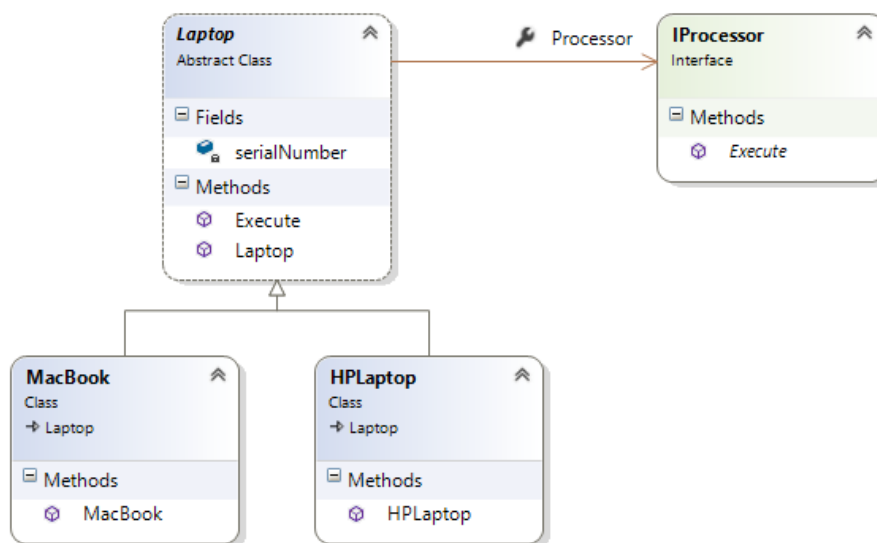 Laptop
Abstract Class
Fields
serialNumber
Methods
Execute
Laptop
Processor
IProcessor
Interface
Methods
Execute
MacBook
Class
Laptop
Methods
MacBook
HPLaptop
Class
Laptop
Methods
HPLaptop